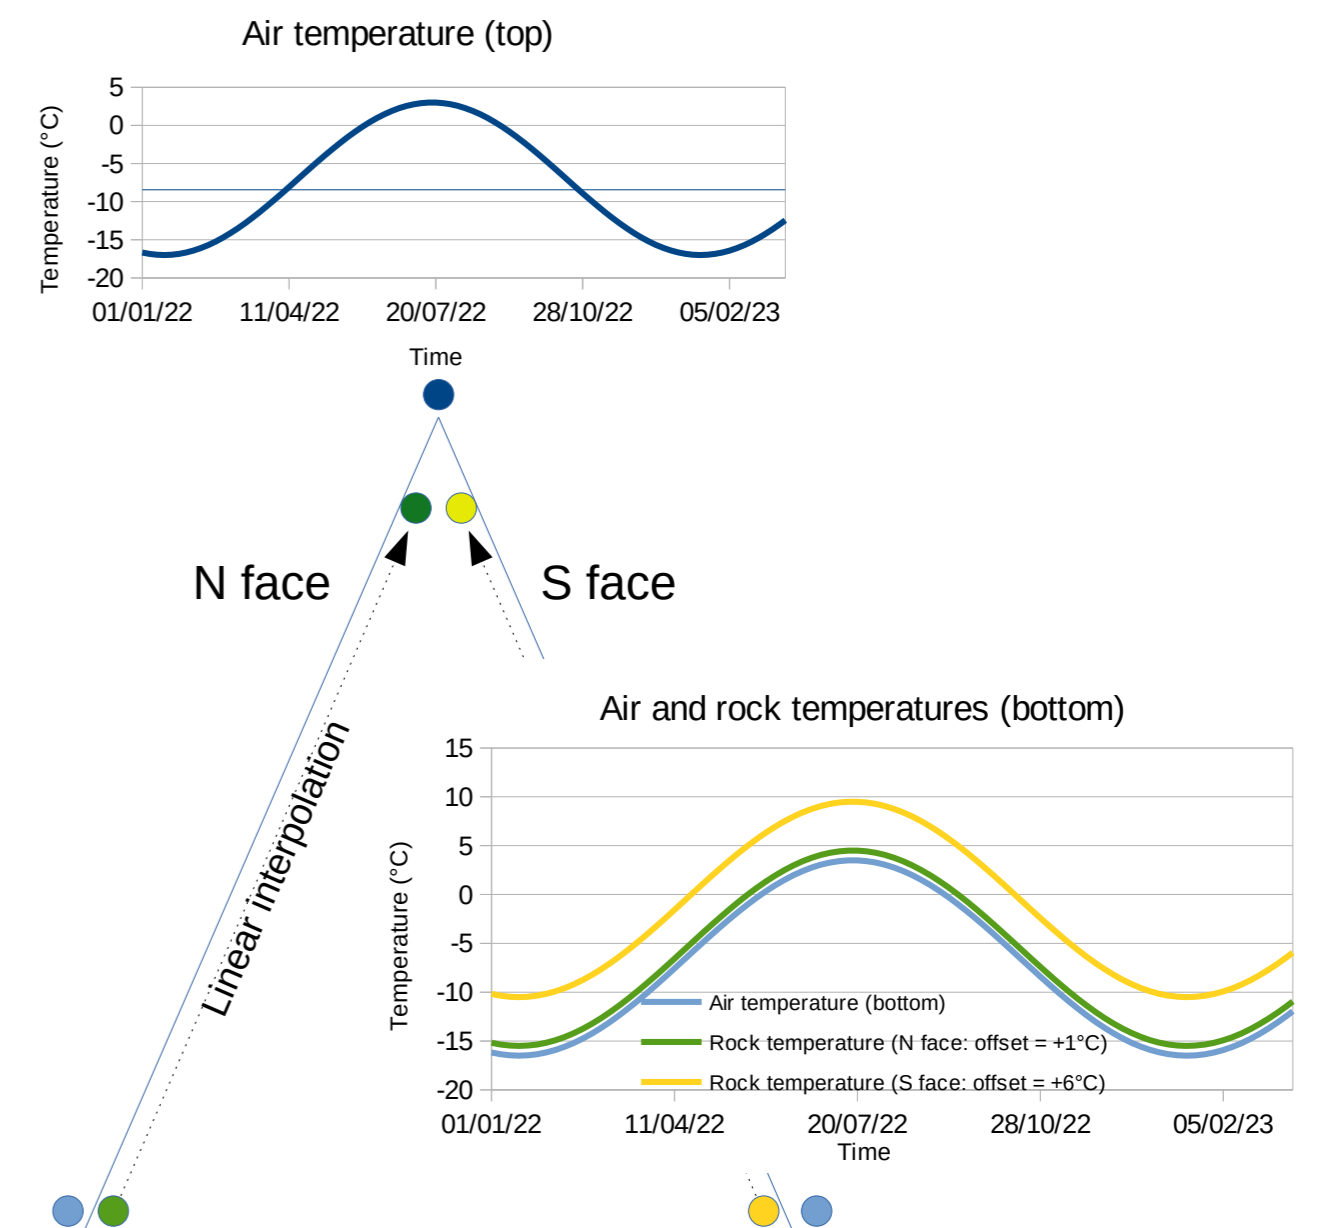 Air temperature (top)
Temperature (°C)
5
0
-5
-10
-15
-20
01/01/22 11/04/22 20/07/22 28/10/22 05/02/23
Time
N face
S face
Linear interpolation
Air and rock temperatures (bottom)
Temperature (°C)
15
10
5
0
-5
-10
-15
-20
Air temperature (bottom)
Rock temperature (N face: offset = +1°C)
Rock temperature (S face: offset = +6°C)
01/01/22 11/04/22 20/07/22 28/10/22 05/02/23
Time